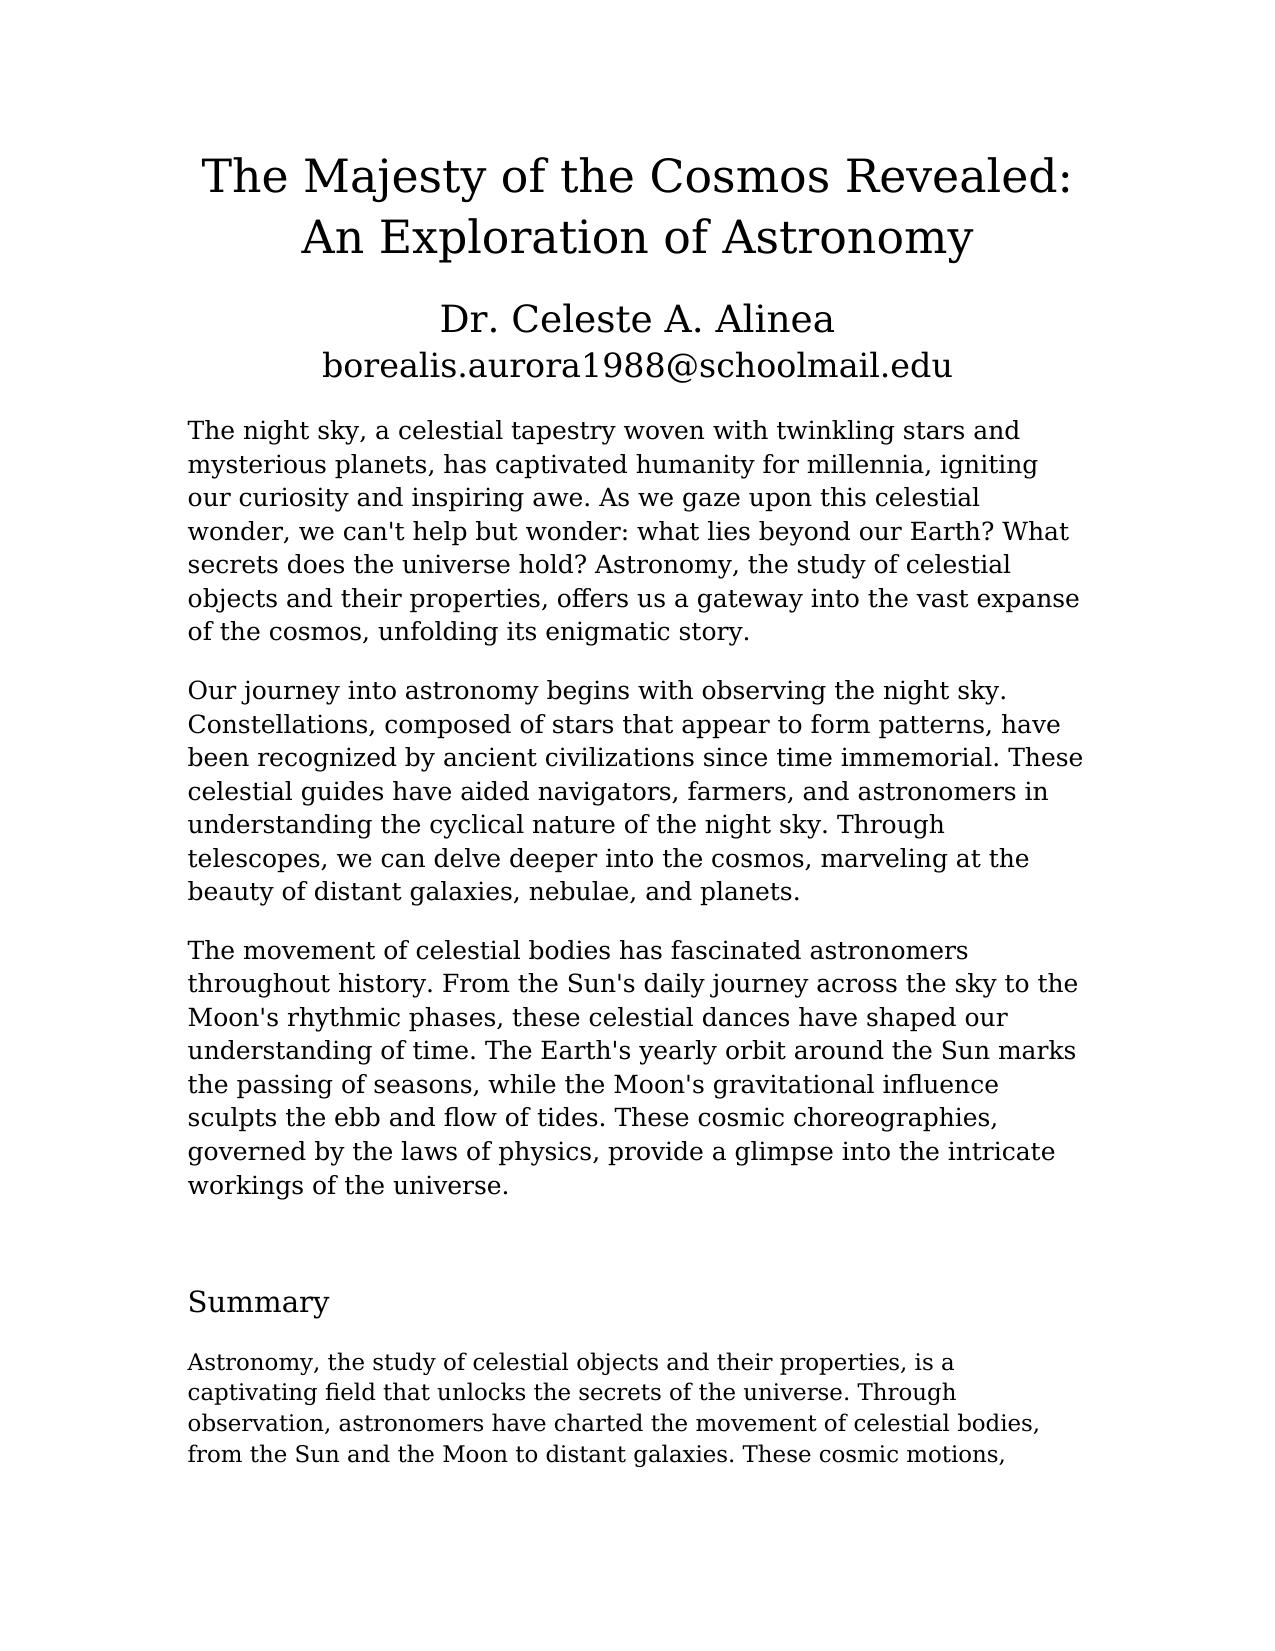 The Majesty of the Cosmos Revealed:
An Exploration of Astronomy
Dr. Celeste A. Alinea
borealis.aurora1988@schoolmail.edu
The night sky, a celestial tapestry woven with twinkling stars and
mysterious planets, has captivated humanity for millennia, igniting
our curiosity and inspiring awe. As we gaze upon this celestial
wonder, we can't help but wonder: what lies beyond our Earth? What
secrets does the universe hold? Astronomy, the study of celestial
objects and their properties, offers us a gateway into the vast expanse
of the cosmos, unfolding its enigmatic story.
Our journey into astronomy begins with observing the night sky.
Constellations, composed of stars that appear to form patterns, have
been recognized by ancient civilizations since time immemorial. These
celestial guides have aided navigators, farmers, and astronomers in
understanding the cyclical nature of the night sky. Through
telescopes, we can delve deeper into the cosmos, marveling at the
beauty of distant galaxies, nebulae, and planets.
The movement of celestial bodies has fascinated astronomers
throughout history. From the Sun's daily journey across the sky to the
Moon's rhythmic phases, these celestial dances have shaped our
understanding of time. The Earth's yearly orbit around the Sun marks
the passing of seasons, while the Moon's gravitational influence
sculpts the ebb and flow of tides. These cosmic choreographies,
governed by the laws of physics, provide a glimpse into the intricate
workings of the universe.
Summary
Astronomy, the study of celestial objects and their properties, is a
captivating field that unlocks the secrets of the universe. Through
observation, astronomers have charted the movement of celestial bodies,
from the Sun and the Moon to distant galaxies. These cosmic motions,